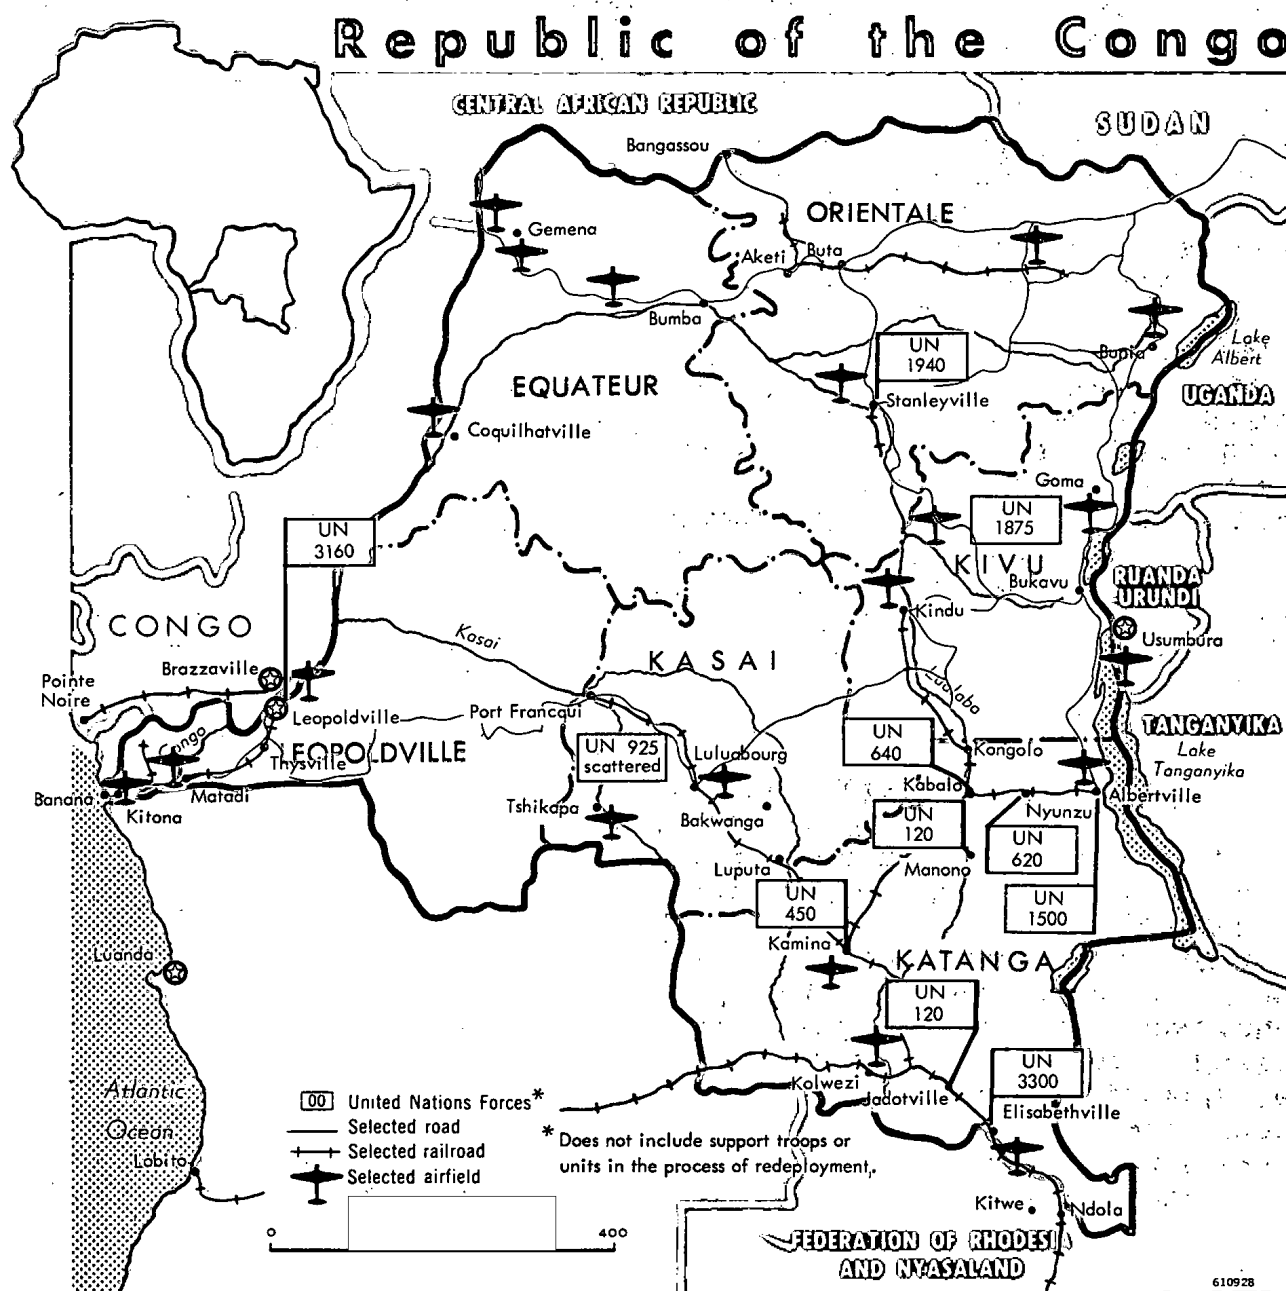 Republic of the Congo
CENTRAL AFRICAN REPUBLIC
SUDAN
Bangassou
ORIENTALE
Gemena
Aketi
Buta
Bumba
UN
1940
Bunia
Lake
Albert
UGANDA
EQUATEUR
Stanleyville
Coquilhatville
Goma
UN
1875
UN
3160
KIVU
Bukavu
RUANDA
URUNDI
CONGO
Kindu
Usumbura
Kasai
KASAI
Brazzaville
Pointe
Noire
Lualaba
Leopoldville
Port Francqui
TANGANYIKA
Congo
LEOPOLDVILLE
Thysville
UN 925
scattered
Luluabourg
UN
640
Kongolo
Lake
Tanganyika
Banana
Matadi
Kitona
Tshikapa
Bakwanga
Kabalo
Nyunzu
Albertville
UN
120
UN
620
Luputa
Manono
UN
450
UN
1500
Kamina
KATANGA
Luanda
UN
120
UN
3300
Kolwezi
Jadotville
Elisabethville
Atlantic
Ocean
Lobito
00 United Nations Forces*
Selected road
Selected railroad
Selected airfield
* Does not include support troops or
units in the process of redeployment.
Kitwe
Ndola
0 400
FEDERATION OF RHODESIA
AND NYASALAND
610928